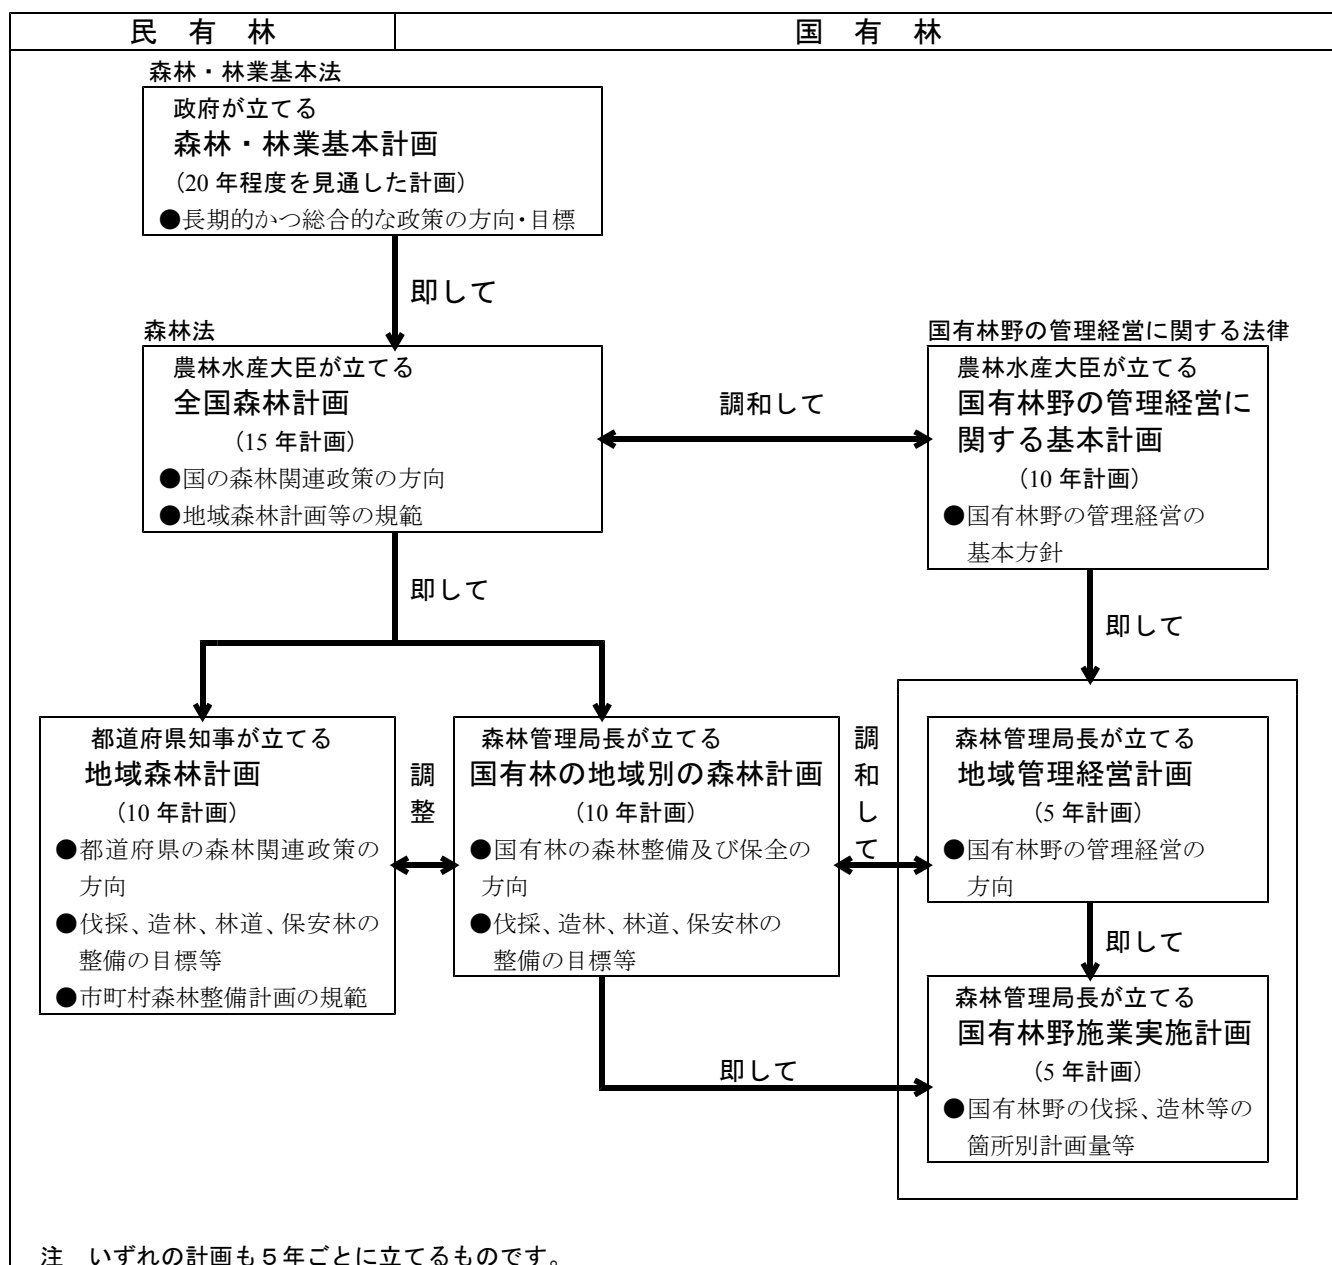 民　有　林
国　有　林
森林・林業基本法
政府が立てる
森林・林業基本計画
（20 年程度を見通した計画）
●長期的かつ総合的な政策の方向・目標
即して
森林法
農林水産大臣が立てる
全国森林計画
（15 年計画）
●国の森林関連政策の方向
●地域森林計画等の規範
調和して
国有林野の管理経営に関する法律
農林水産大臣が立てる
国有林野の管理経営に
関する基本計画
（10 年計画）
●国有林野の管理経営の
基本方針
即して
即して
都道府県知事が立てる
地域森林計画
（10 年計画）
●都道府県の森林関連政策の
方向
●伐採、造林、林道、保安林の
整備の目標等
●市町村森林整備計画の規範
調整
森林管理局長が立てる
国有林の地域別の森林計画
（10 年計画）
●国有林の森林整備及び保全の
方向
●伐採、造林、林道、保安林の
整備の目標等
調和して
森林管理局長が立てる
地域管理経営計画
（5 年計画）
●国有林野の管理経営の
方向
即して
即して
森林管理局長が立てる
国有林野施業実施計画
（5 年計画）
●国有林野の伐採、造林等の
箇所別計画量等
注　いずれの計画も５年ごとに立てるものです。